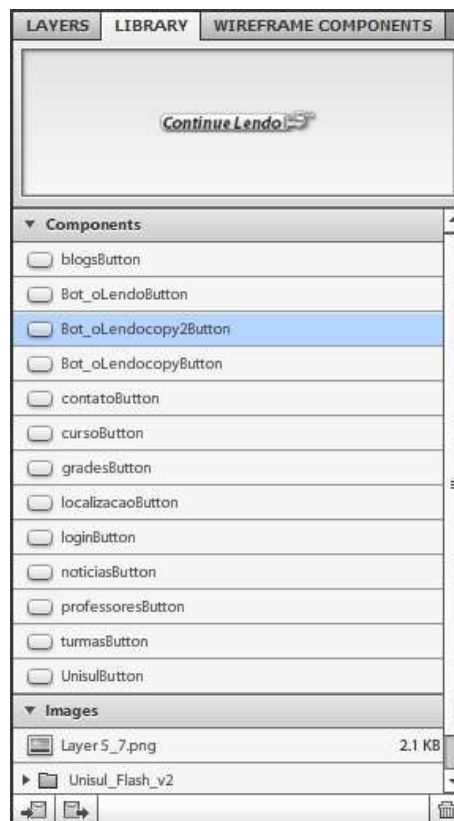 LAYERS LIBRARY WIREFRAME COMPONENTS
Continue Lendo
Components
blogsButton
Bot_oLendoButton
Bot_oLendocopy2Button
Bot_oLendocopyButton
contatoButton
cursoButton
gradesButton
localizacaoButton
loginButton
noticiasButton
professoresButton
turmasButton
UnisulButton
Images
Layer 5_7.png 2.1 KB
Unisul_Flash_v2